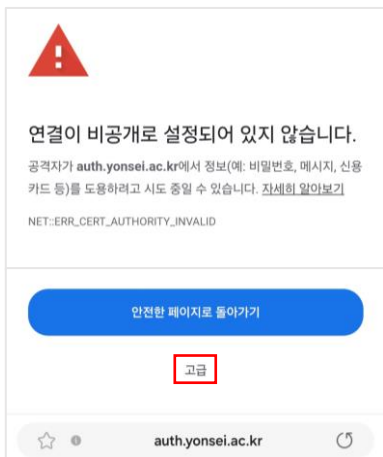 연결이 비공개로 설정되어 있지 않습니다.
공격자가 auth.yonsei.ac.kr에서 정보(예: 비밀번호, 메시지, 신용
카드 등)를 도용하려고 시도 중일 수 있습니다. 자세히 알아보기
NET::ERR_CERT_AUTHORITY_INVALID
안전한 페이지로 돌아가기
고급
auth.yonsei.ac.kr